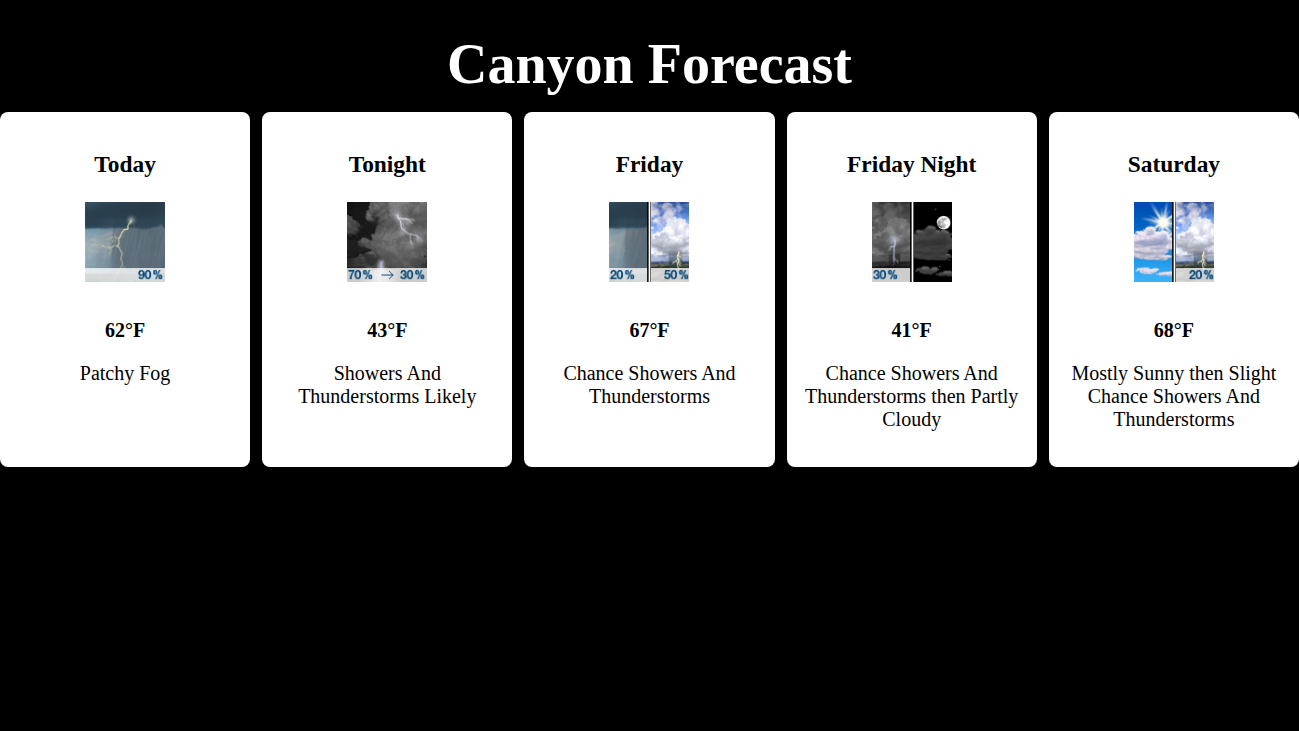 Canyon Forecast
Today
90%
62°F
Patchy Fog
Tonight
70% → 30%
43°F
Showers And
Thunderstorms Likely
Friday
20% 50%
67°F
Chance Showers And
Thunderstorms
Friday Night
30%
41°F
Chance Showers And
Thunderstorms then Partly
Cloudy
Saturday
20%
68°F
Mostly Sunny then Slight
Chance Showers And
Thunderstorms